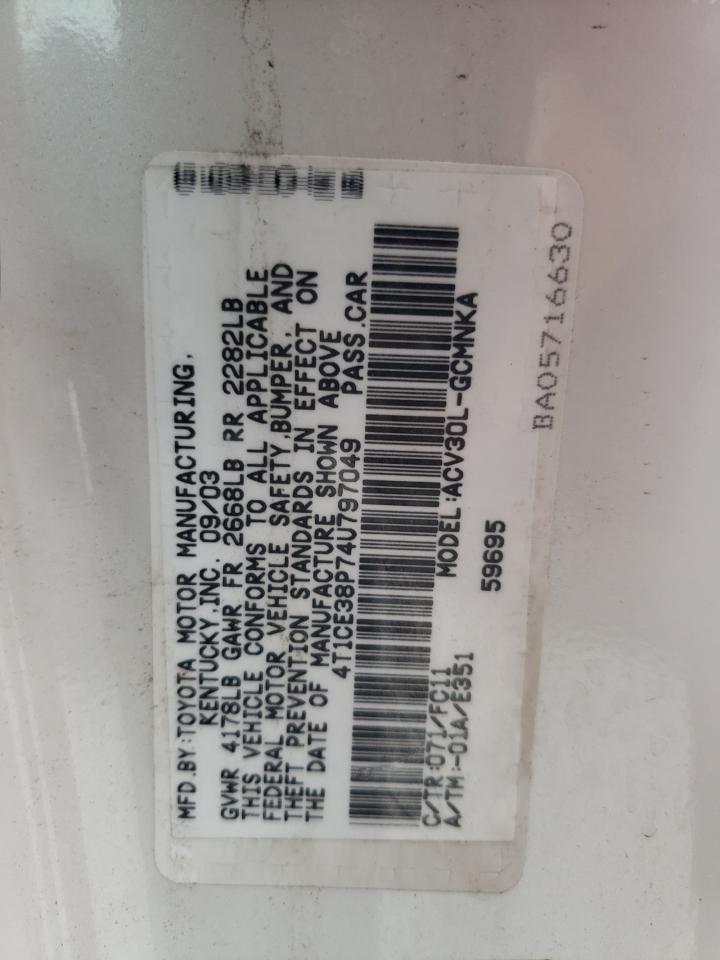 MFD.BY:TOYOTA MOTOR MANUFACTURING,
KENTUCKY,INC. 09/03
GVWR 4178LB GAWR FR 2668LB RR 2282LB
THIS VEHICLE CONFORMS TO ALL APPLICABLE
FEDERAL MOTOR VEHICLE SAFETY,BUMPER, AND
THEFT PREVENTION STANDARDS IN EFFECT ON
THE DATE OF MANUFACTURE SHOWN ABOVE
4T1CE38P74U797049 PASS.CAR
C/TR:071/FC11 MODEL:ACV30L-GCMNKA
A/TM:-01A/E351
59695
BA05716630